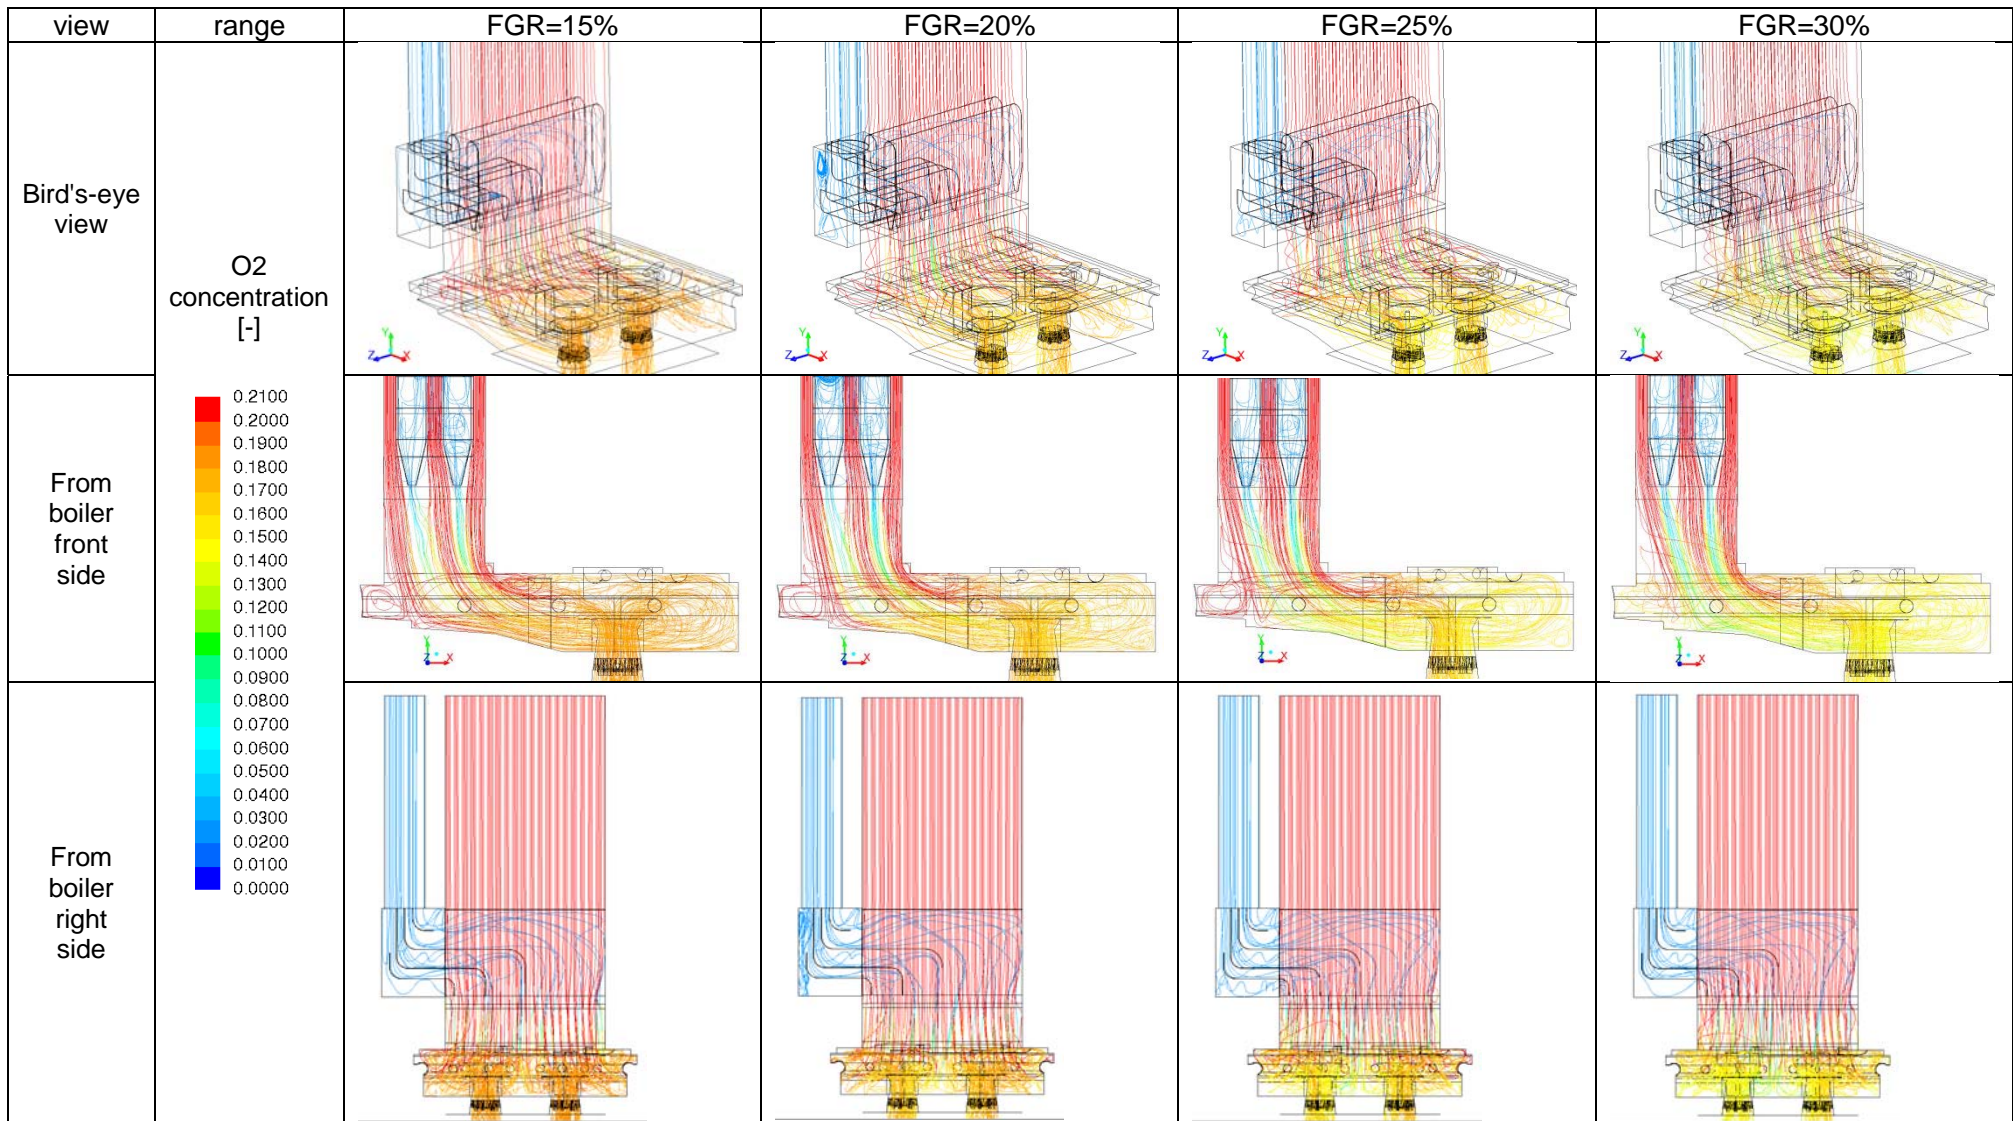 view range FGR=15% FGR=20% FGR=25% FGR=30%
Bird's-eye
view
O2
concentration
[-]
0.2100
0.2000
0.1900
0.1800
0.1700
0.1600
0.1500
0.1400
0.1300
0.1200
0.1100
0.1000
0.0900
0.0800
0.0700
0.0600
0.0500
0.0400
0.0300
0.0200
0.0100
0.0000
Y
Z X
Y
Z X
Y
Z X
Y
Z X
From
boiler
front
side
Y
Z X
Y
Z X
Y
Z X
Y
Z X
From
boiler
right
side